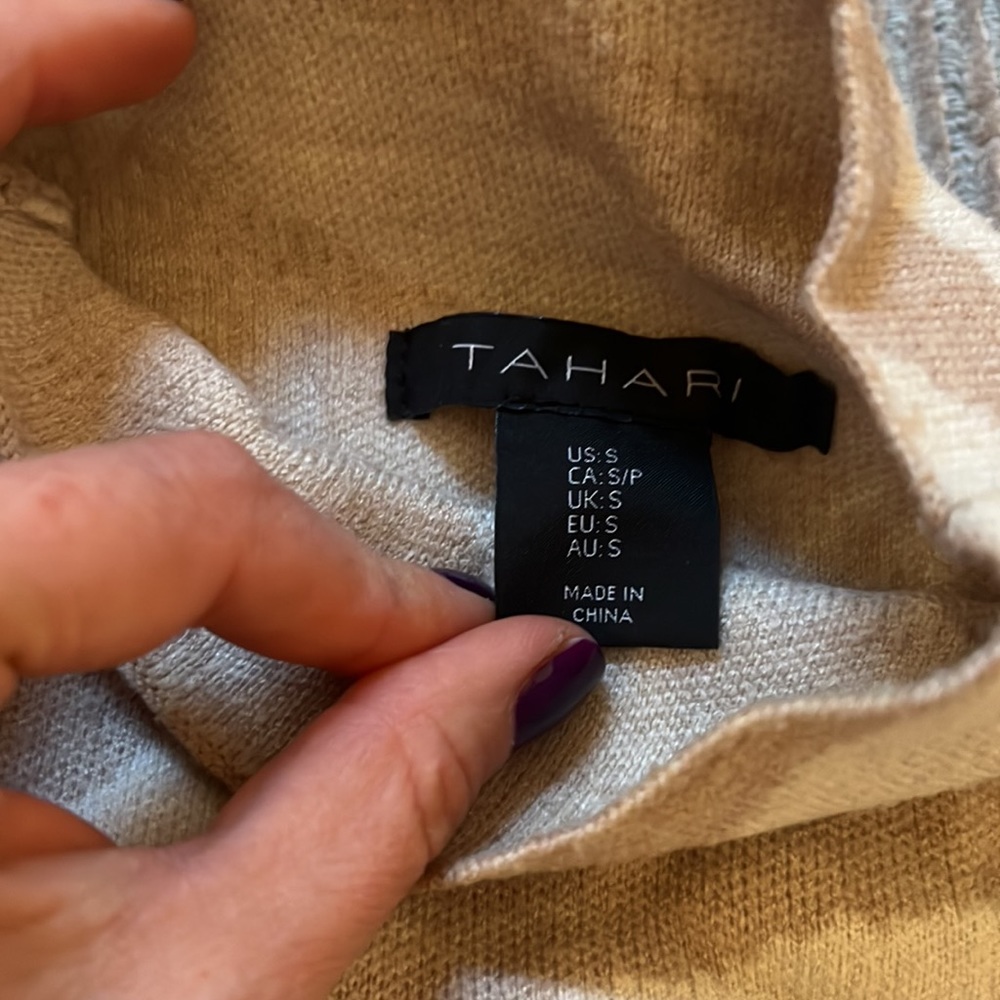 TAHARI
US: S
CA: S/P
UK: S
EU: S
AU: S
MADE IN
CHINA